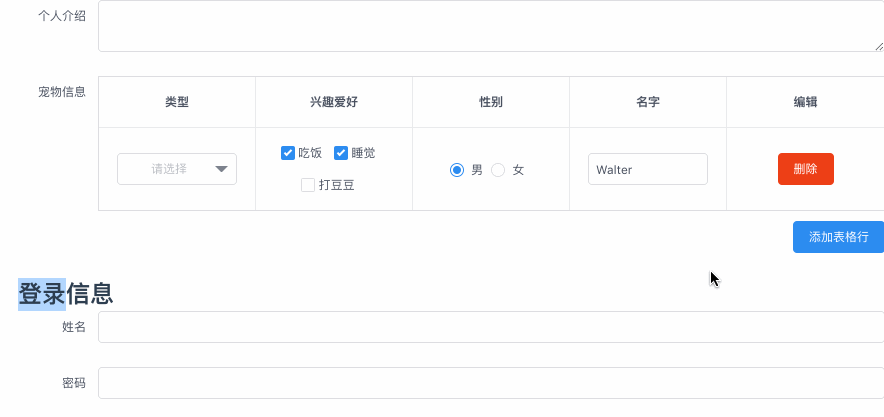 个人介绍
宠物信息
类型 兴趣爱好 性别 名字 编辑
请选择 吃饭 睡觉 打豆豆 男 女 Walter 删除
添加表格行
登录信息
姓名
密码